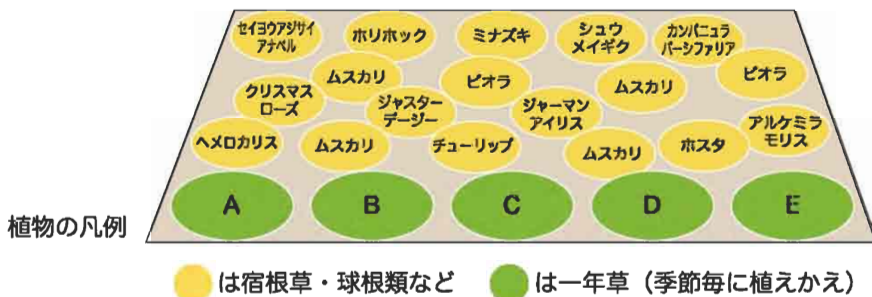 セイヨウアジサイ
アナベル
ホリホック
ミナズキ
シュウ
メイギク
カンパニュラ
パーシファリア
ムスカリ
ビオラ
ムスカリ
ビオラ
クリスマス
ローズ
ジャスター
デージー
ジャーマン
アイリス
ヘメロカリス
ムスカリ
チューリップ
ムスカリ
ホスタ
アルケミラ
モリス
A
B
C
D
E
植物の凡例
は宿根草・球根類など
は一年草（季節毎に植えかえ）